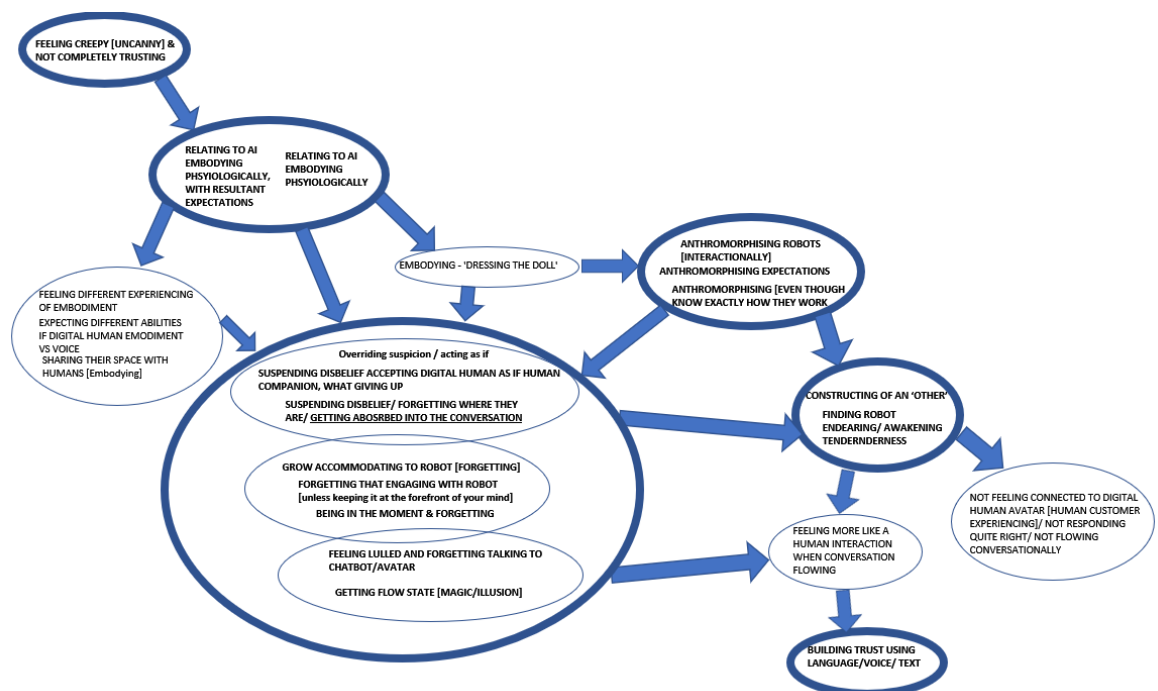 FEELING CREEPY [UNCANNY] &
NOT COMPLETELY TRUSTING
RELATING TO AI
EMBODYING
PHSYIOLOGICALLY,
WITH RESULTANT
EXPECTATIONS
RELATING TO AI
EMBODYING
PHSYIOLOGICALLY
EMBODYING - 'DRESSING THE DOLL'
ANTHROMORPHISING ROBOTS
[INTERACTIONALLY]
ANTHROMORPHISING EXPECTATIONS
ANTHROMORPHISING [EVEN THOUGH
KNOW EXACTLY HOW THEY WORK
FEELING DIFFERENT EXPERIENCING
OF EMBODIMENT
EXPECTING DIFFERENT ABILITIES
IF DIGITAL HUMAN EMODIMENT
VS VOICE
SHARING THEIR SPACE WITH
HUMANS [Embodying]
Overriding suspicion / acting as if
SUSPENDING DISBELIEF ACCEPTING DIGITAL HUMAN AS IF HUMAN
COMPANION, WHAT GIVING UP
SUSPENDING DISBELIEF/ FORGETTING WHERE THEY
ARE/ GETTING ABOSRBED INTO THE CONVERSATION
GROW ACCOMMODATING TO ROBOT [FORGETTING]
FORGETTING THAT ENGAGING WITH ROBOT
[unless keeping it at the forefront of your mind]
BEING IN THE MOMENT & FORGETTING
FEELING LULLED AND FORGETTING TALKING TO
CHATBOT/AVATAR
GETTING FLOW STATE [MAGIC/ILLUSION]
CONSTRUCTING OF AN 'OTHER'
FINDING ROBOT
ENDEARING/ AWAKENING
TENDERNDERNESS
NOT FEELING CONNECTED TO DIGITAL
HUMAN AVATAR [HUMAN CUSTOMER
EXPERIENCING]/ NOT RESPONDING
QUITE RIGHT/ NOT FLOWING
CONVERSATIONALLY
FEELING MORE LIKE A
HUMAN INTERACTION
WHEN CONVERSATION
FLOWING
BUILDING TRUST USING
LANGUAGE/VOICE/ TEXT